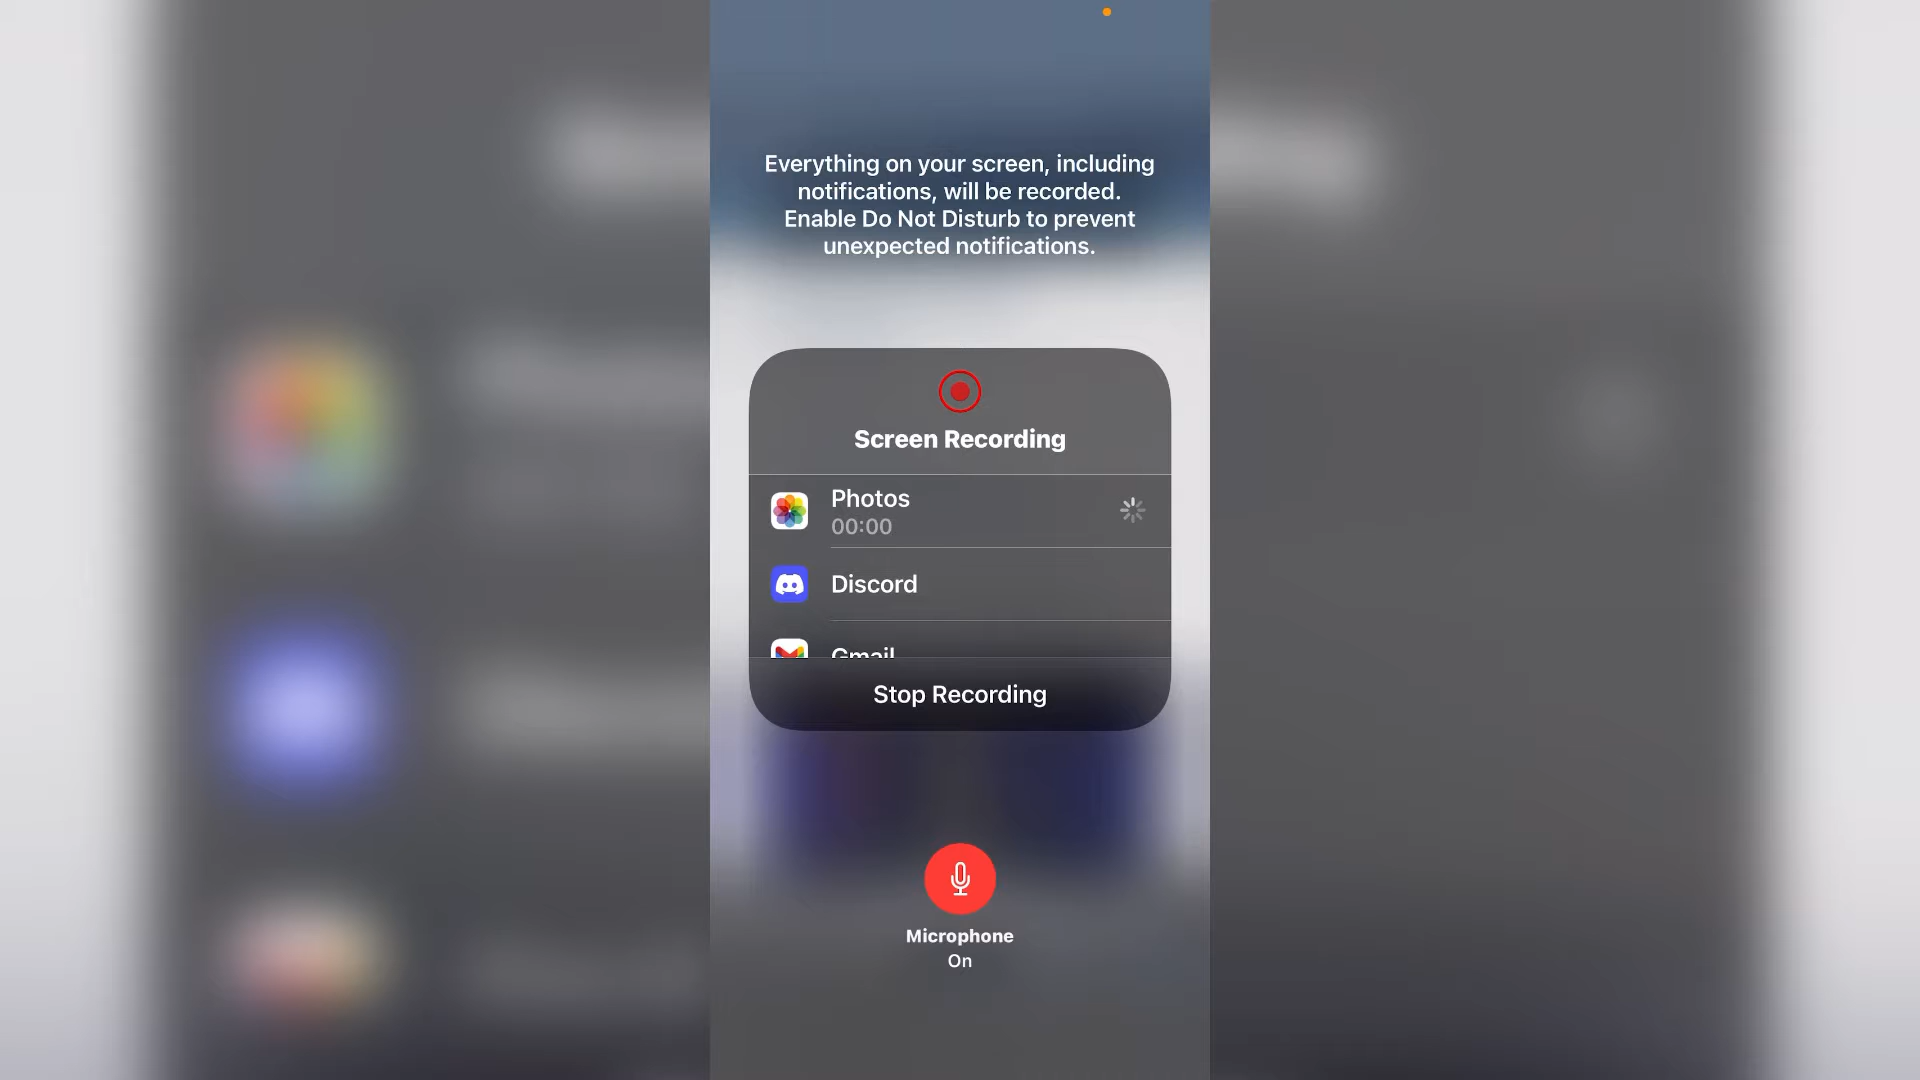 Everything on your screen, including
notifications, will be recorded.
Enable Do Not Disturb to prevent
unexpected notifications.
Screen Recording
Photos
00:00
Discord
Gmail
Stop Recording
Microphone
On